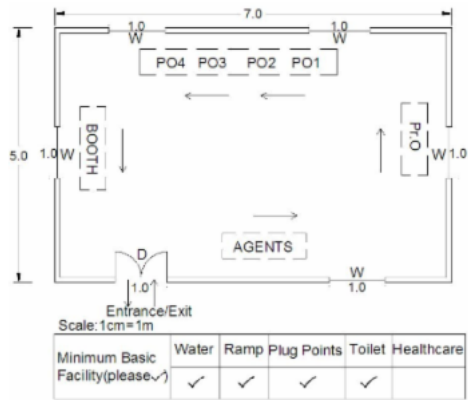 7.0
1.0 1.0
W W
PO4 PO3 PO2 PO1
5.0
1.0 W BOOTH
Pr.O W 1.0
AGENTS
D
1.0
W
1.0
Entrance/Exit
Scale:1cm=1m
Minimum Basic Facility(please✓)
Water Ramp Plug Points Toilet Healthcare
✓ ✓ ✓ ✓